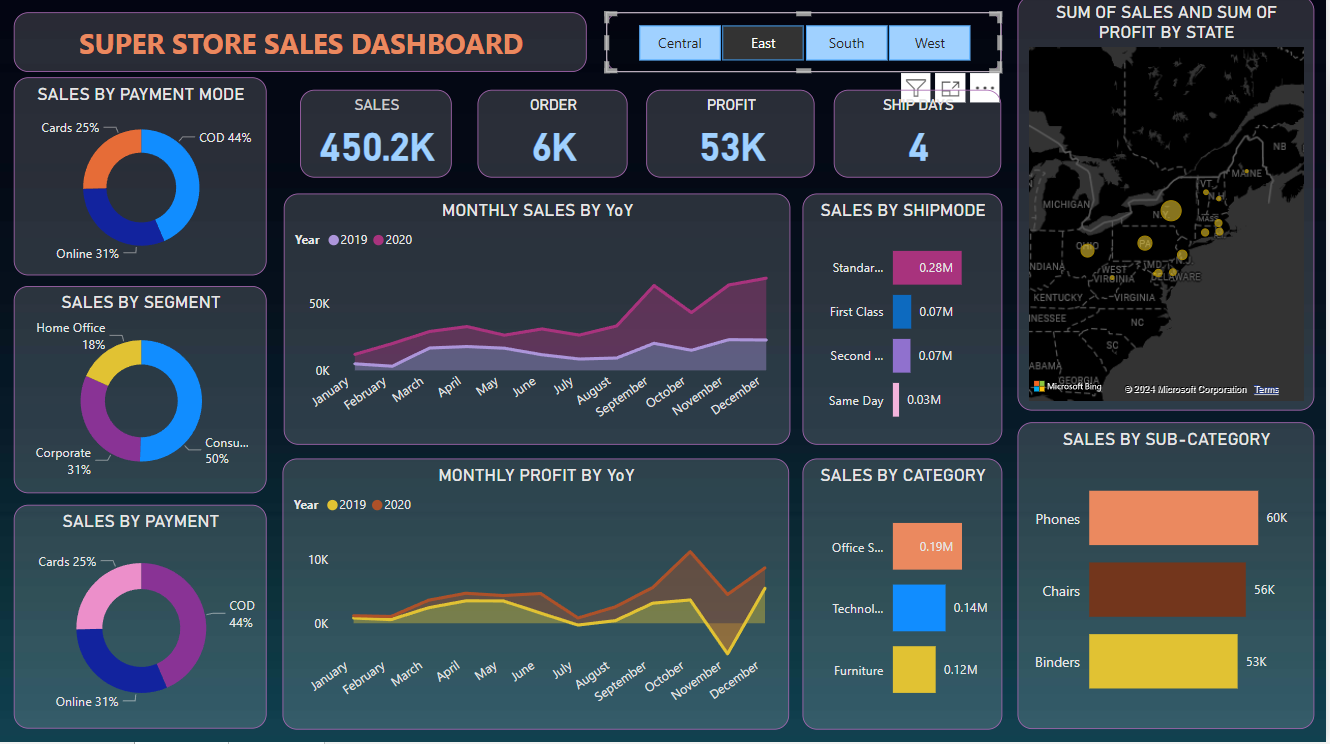 SUPER STORE SALES DASHBOARD
Central
East
South
West
SUM OF SALES AND SUM OF
PROFIT BY STATE
SALES BY PAYMENT MODE
Cards 25%
COD 44%
Online 31%
SALES
450.2K
ORDER
6K
PROFIT
53K
SHIP DAYS
4
NB
MAINE
VT
MICHIGAN
MASS
OHIO
PA
INDIANA
MD
WEST
VIRGINIA
DELAWARE
KENTUCKY
VIRGINIA
NC
SC
GEORGIA
Microsoft Bing
© 2024 Microsoft Corporation
Terms
SALES BY SEGMENT
Home Office
18%
Consu...
50%
Corporate
31%
MONTHLY SALES BY YoY
Year 2019 2020
50K
0K
January
February
March
April
May
June
July
August
September
October
November
December
SALES BY SHIPMODE
Standar... 0.28M
First Class 0.07M
Second ... 0.07M
Same Day 0.03M
SALES BY PAYMENT
Cards 25%
COD
44%
Online 31%
MONTHLY PROFIT BY YoY
Year 2019 2020
10K
0K
January
February
March
April
May
June
July
August
September
October
November
December
SALES BY CATEGORY
Office S... 0.19M
Technol... 0.14M
Furniture 0.12M
SALES BY SUB-CATEGORY
Phones 60K
Chairs 56K
Binders 53K